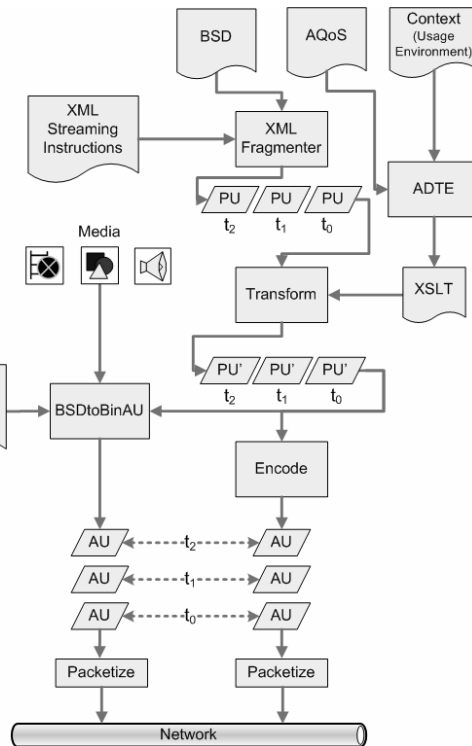 BSD
AQoS
Context
(Usage
Environment)
XML
Streaming
Instructions
XML
Fragmenter
ADTE
PU PU PU
t2 t1 t0
Media
Transform
XSLT
PU' PU' PU'
t2 t1 t0
BSDtoBinAU
Encode
AU t2 AU
AU t1 AU
AU t0 AU
Packetize Packetize
Network